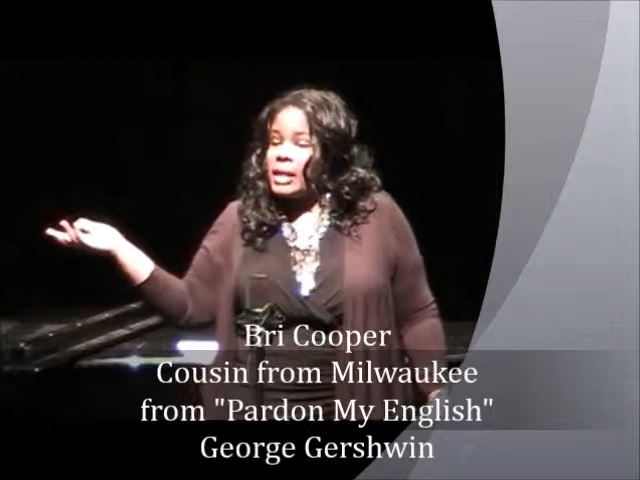 Bri Cooper
Cousin from Milwaukee
from "Pardon My English"
George Gershwin